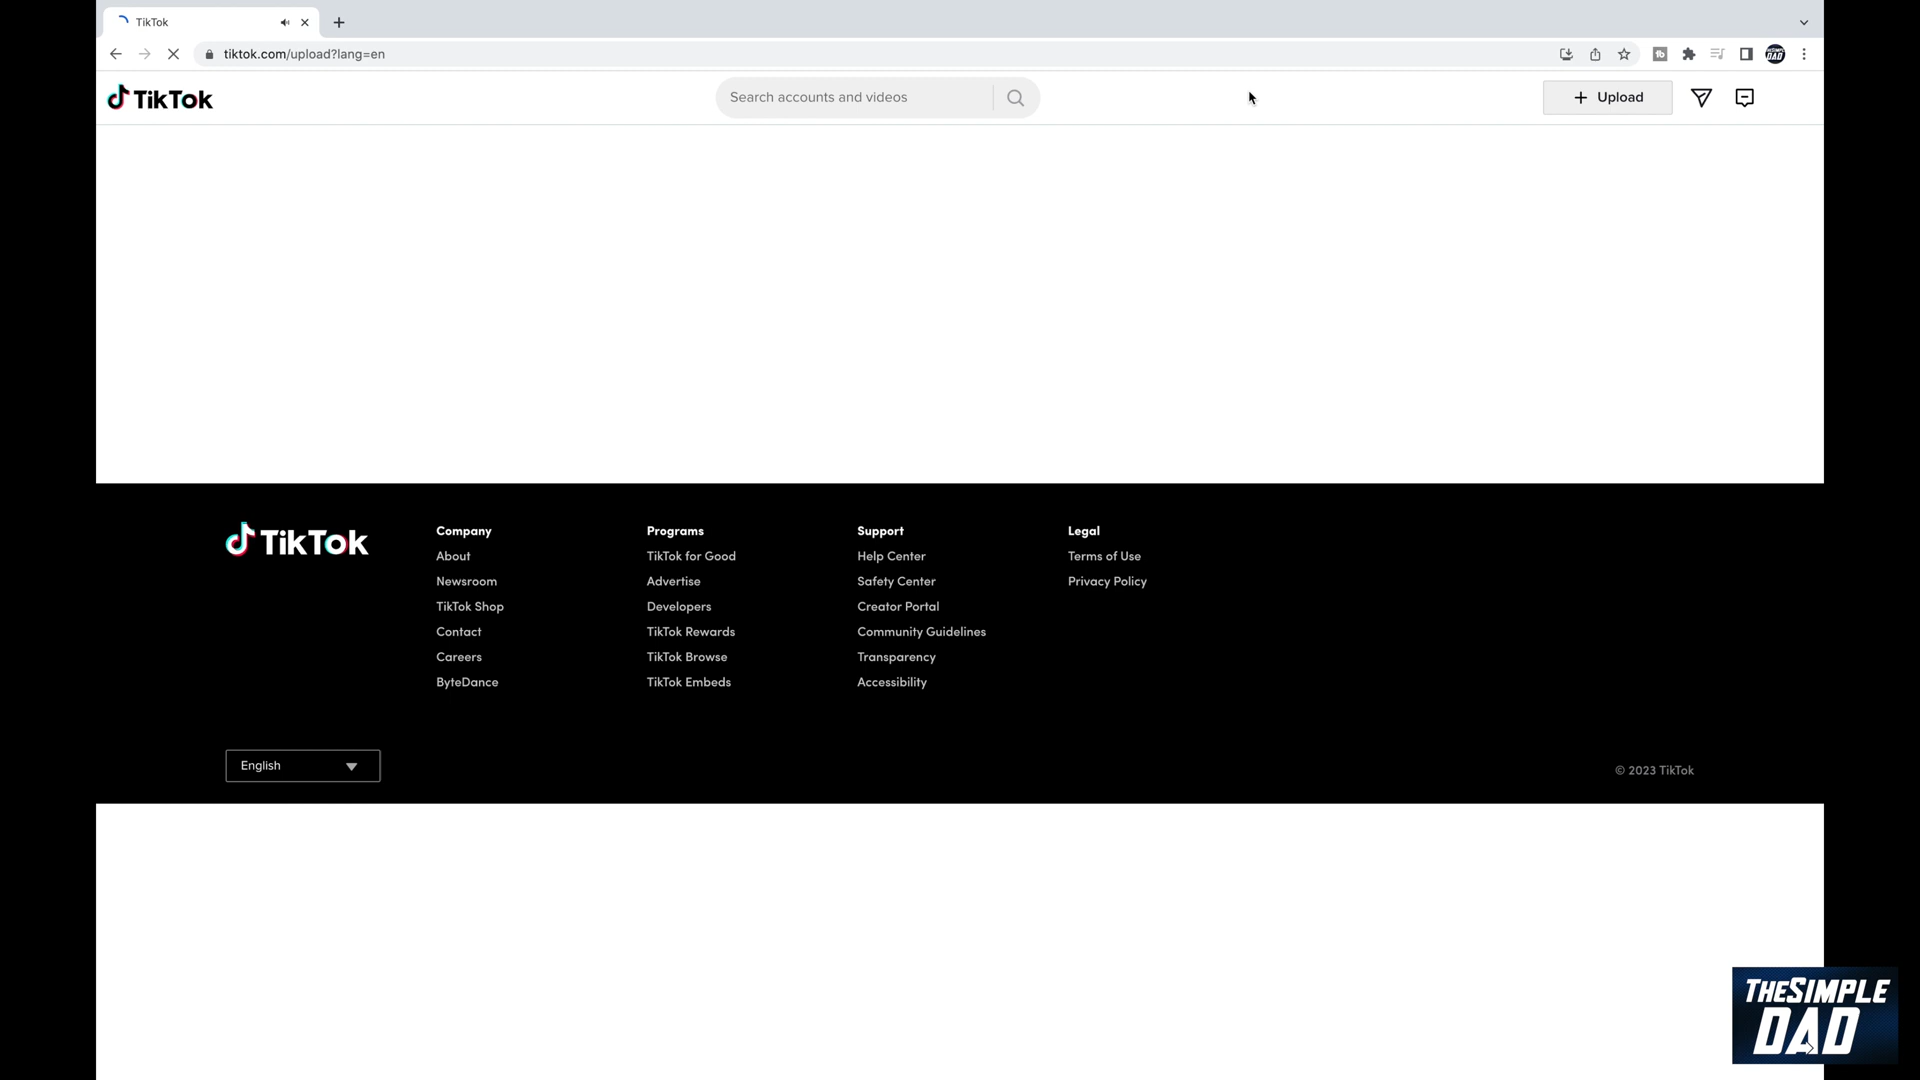 TikTok
tiktok.com/upload?lang=en
TikTok
Search accounts and videos
Upload
TikTok
Company
About
Newsroom
TikTok Shop
Contact
Careers
ByteDance
Programs
TikTok for Good
Advertise
Developers
TikTok Rewards
TikTok Browse
TikTok Embeds
Support
Help Center
Safety Center
Creator Portal
Community Guidelines
Transparency
Accessibility
Legal
Terms of Use
Privacy Policy
English
© 2023 TikTok
THE SIMPLE
DAD